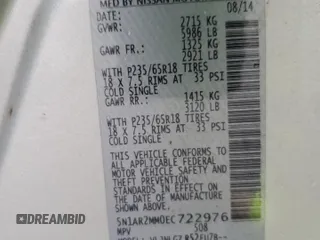 MFD BY NISSAN
DATE: 08/14
GVWR: 2715 KG
5986 LB
GAWR FR: 1325 KG
2921 LB
WITH P235/65R18 TIRES
18 X 7.5 RIMS AT 33 PSI
COLD SINGLE
GAWR RR: 1415 KG
3120 LB
WITH P235/65R18 TIRES
18 X 7.5 RIMS AT 33 PSI
COLD SINGLE
THIS VEHICLE CONFORMS TO
ALL APPLICABLE U.S. FEDERAL
MOTOR VEHICLE SAFETY AND
THEFT PREVENTION STANDARDS
IN EFFECT ON THE DATE OF
MANUFACTURE SHOWN ABOVE.
5N1AR2MM0EC722976
MPV 508
DREAMBID